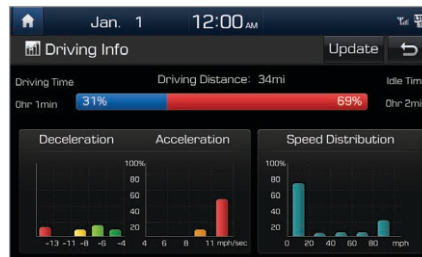 Jan. 1 12:00 AM
Driving Info Update
Driving Time Driving Distance: 34mi Idle Tim
0hr 1min 31% 69% 0hr 2mi
Deceleration Acceleration Speed Distribution
100% 100%
80 80
60 60
40 40
20 20
-13 -11 -8 -6 -4 4 6 8 11 mph/sec 0 20 40 60 80 mph